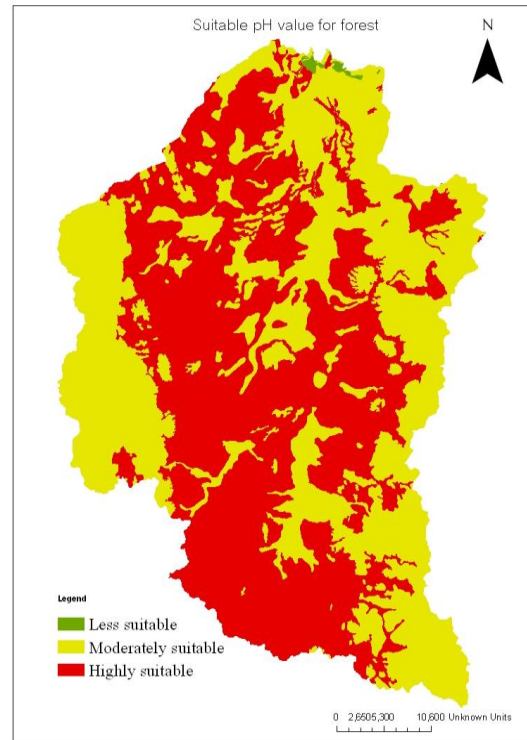 Suitable pH value for forest
N
Legend
Less suitable
Moderately suitable
Highly suitable
0 2,6505,300 10,600 Unknown Units